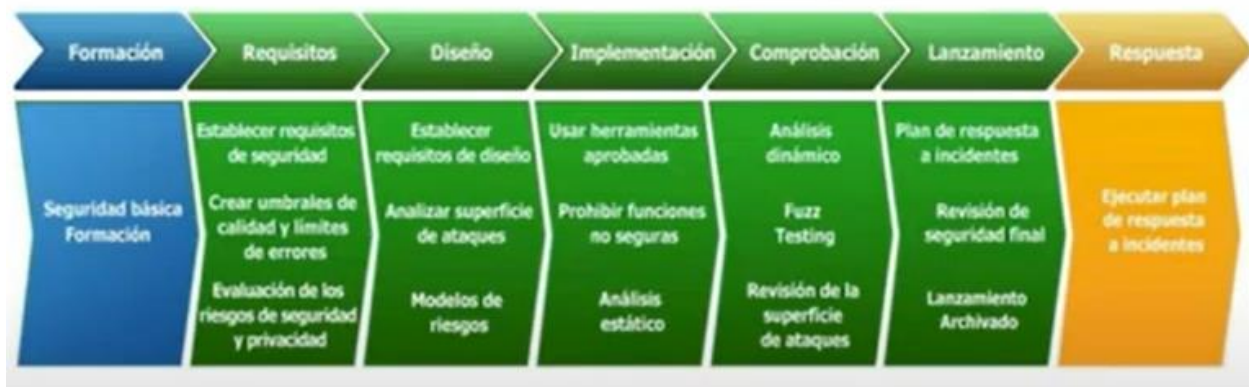 Formación
Requisitos
Diseño
Implementación
Comprobación
Lanzamiento
Respuesta
Seguridad básica
Formación
Establecer requisitos
de seguridad
Crear umbrales de
calidad y límites
de errores
Evaluación de los
riesgos de seguridad
y privacidad
Establecer
requisitos de diseño
Analizar superficie
de ataques
Modelos de
riesgos
Usar herramientas
aprobadas
Prohibir funciones
no seguras
Análisis
estático
Análisis
dinámico
Fuzz
Testing
Revisión de la
superficie
de ataques
Plan de respuesta
a incidentes
Revisión de
seguridad final
Lanzamiento
Archivado
Ejecutar plan
de respuesta
a incidentes